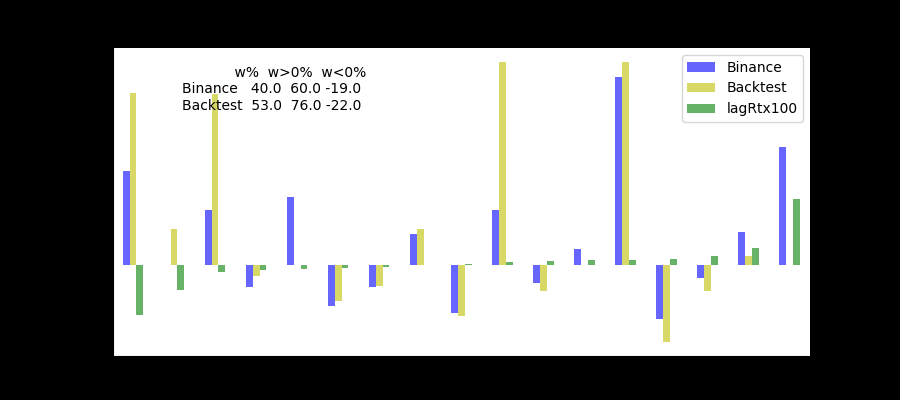 w%  w>0%  w<0%
Binance   40.0  60.0 -19.0
Backtest  53.0  76.0 -22.0
Binance
Backtest
lagRtx100